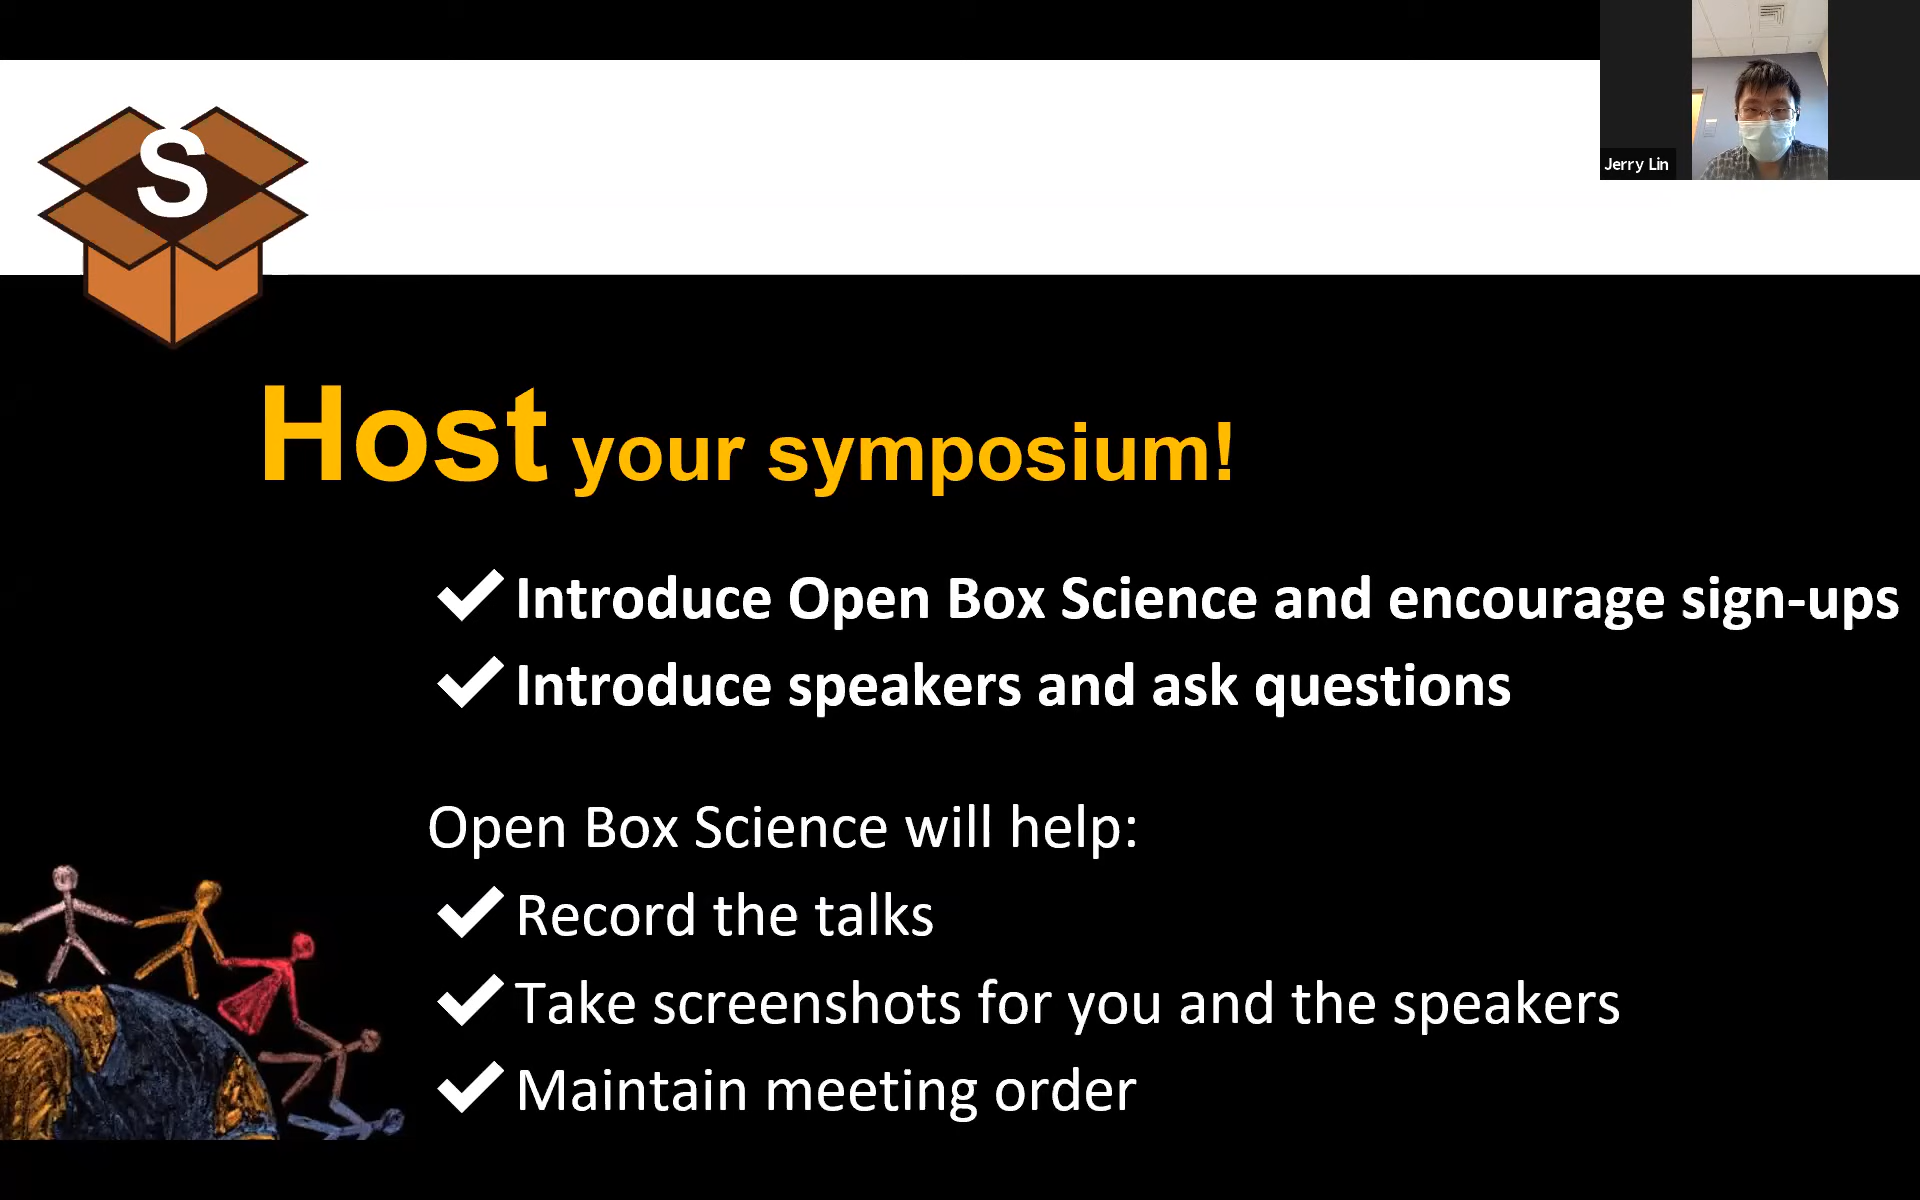 S
Jerry Lin
Host your symposium!
✔ Introduce Open Box Science and encourage sign-ups
✔ Introduce speakers and ask questions
Open Box Science will help:
✔ Record the talks
✔ Take screenshots for you and the speakers
✔ Maintain meeting order